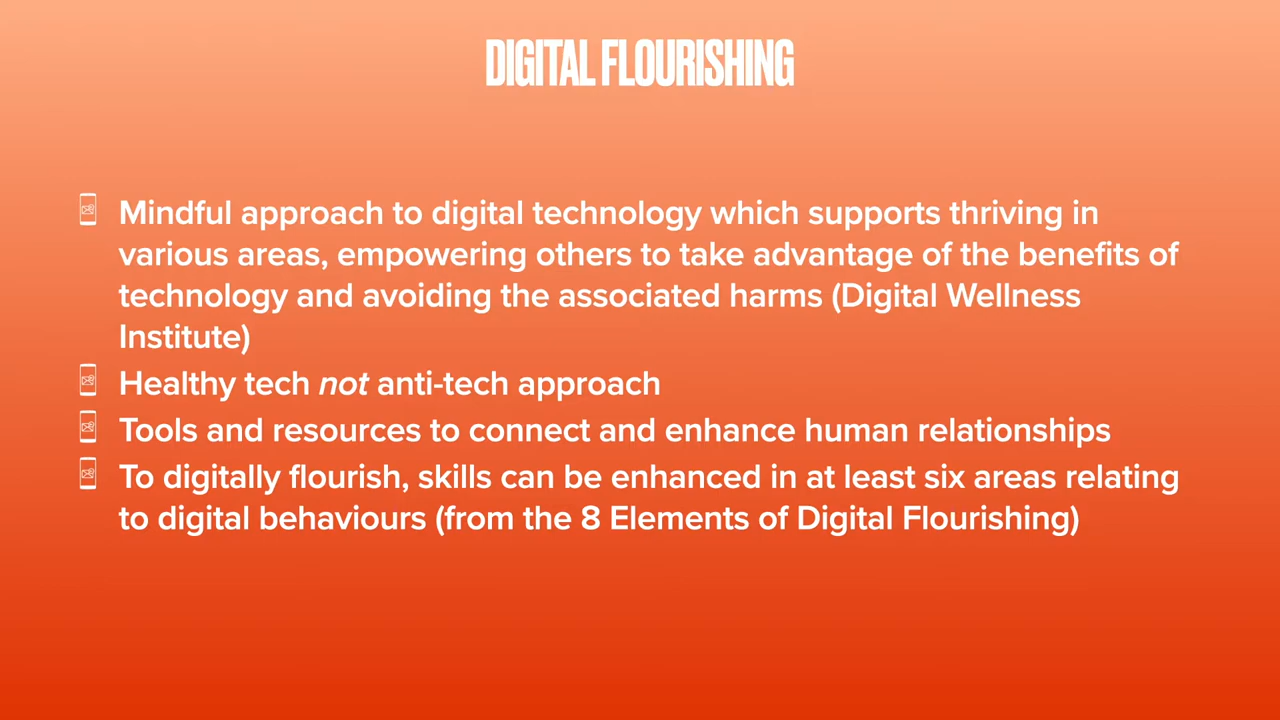 DIGITAL FLOURISHING
Mindful approach to digital technology which supports thriving in
various areas, empowering others to take advantage of the benefits of
technology and avoiding the associated harms (Digital Wellness
Institute)
Healthy tech not anti-tech approach
Tools and resources to connect and enhance human relationships
To digitally flourish, skills can be enhanced in at least six areas relating
to digital behaviours (from the 8 Elements of Digital Flourishing)